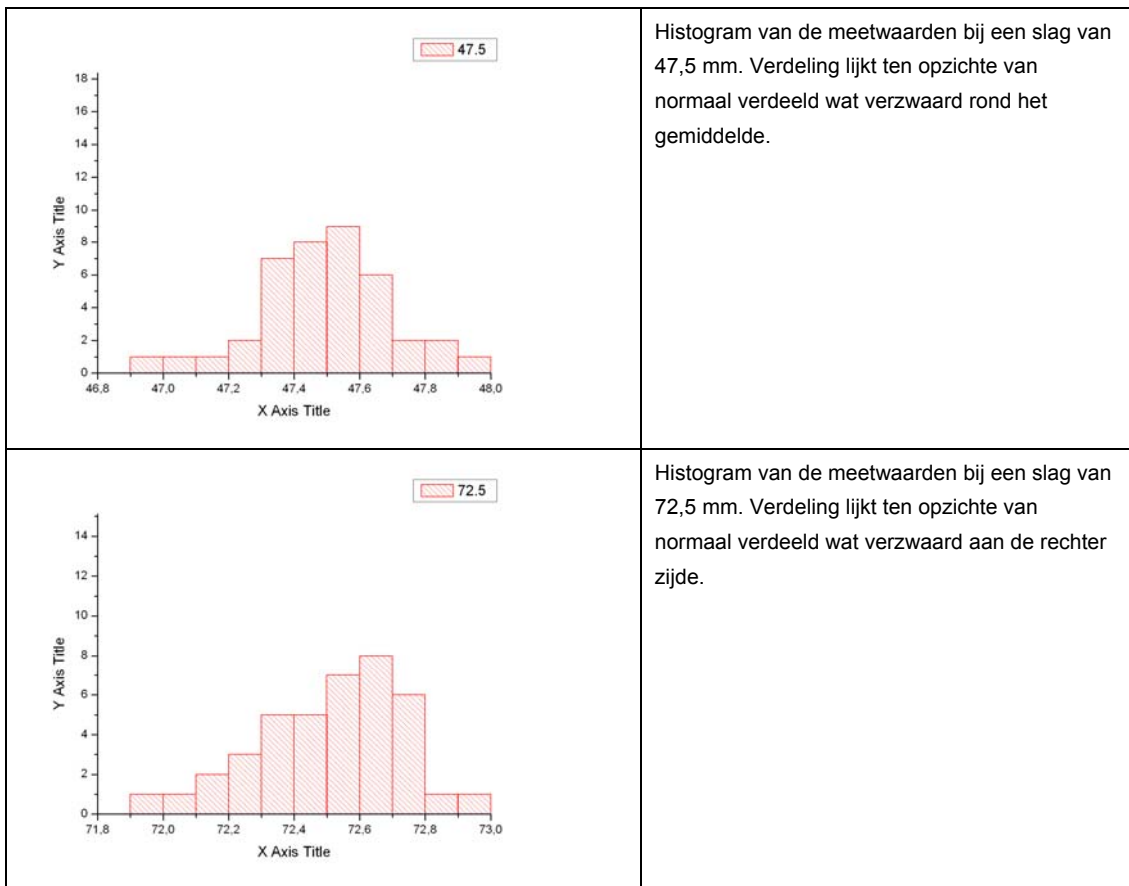 47.5
18
16
14
12
10
8
6
4
2
0
Y Axis Title
46,8 47,0 47,2 47,4 47,6 47,8 48,0
X Axis Title
Histogram van de meetwaarden bij een slag van
47,5 mm. Verdeling lijkt ten opzichte van
normaal verdeeld wat verzwaard rond het
gemiddelde.
72.5
14
12
10
8
6
4
2
0
Y Axis Title
71,8 72,0 72,2 72,4 72,6 72,8 73,0
X Axis Title
Histogram van de meetwaarden bij een slag van
72,5 mm. Verdeling lijkt ten opzichte van
normaal verdeeld wat verzwaard aan de rechter
zijde.